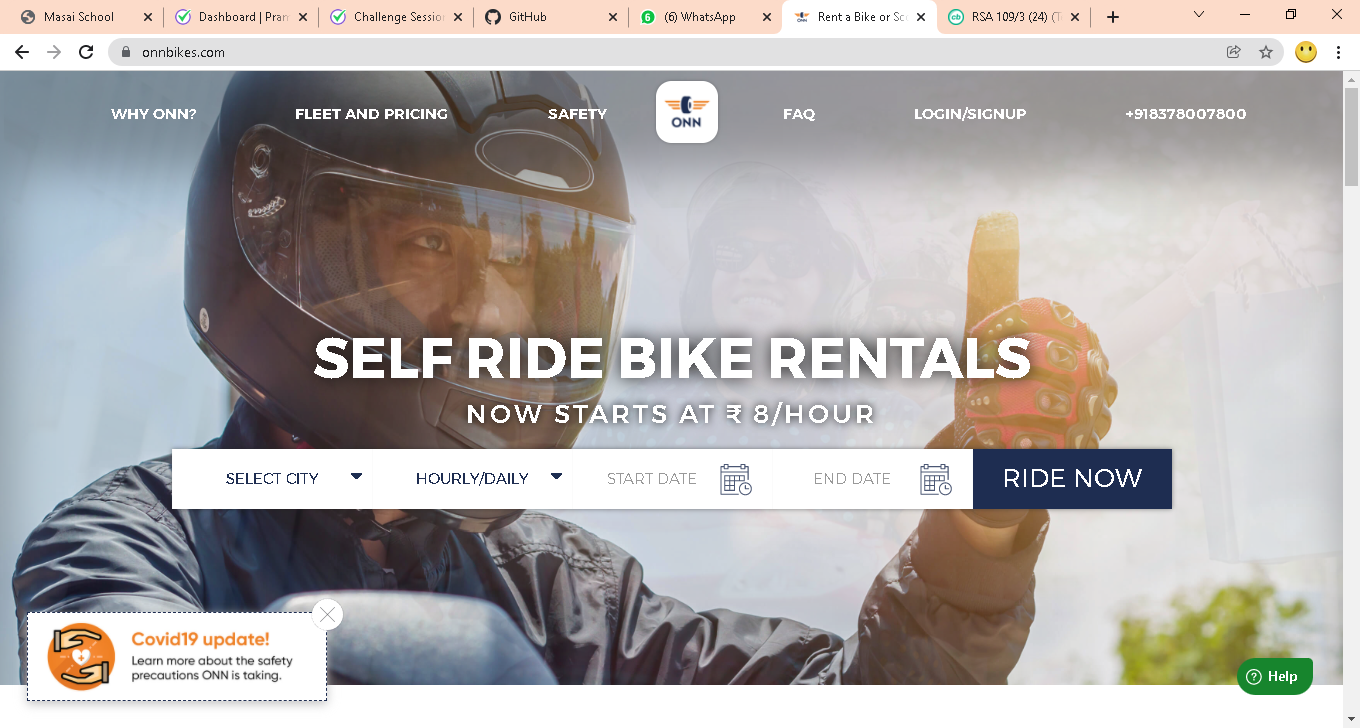 Masai School
Dashboard | Pram
Challenge Session
GitHub
(6) WhatsApp
Rent a Bike or Sc
RSA 109/3 (24) (T
onnbikes.com
WHY ONN?
FLEET AND PRICING
SAFETY
ONN
FAQ
LOGIN/SIGNUP
+918378007800
SELF RIDE BIKE RENTALS
NOW STARTS AT ₹ 8/HOUR
SELECT CITY
HOURLY/DAILY
START DATE
END DATE
RIDE NOW
Covid19 update!
Learn more about the safety
precautions ONN is taking.
Help